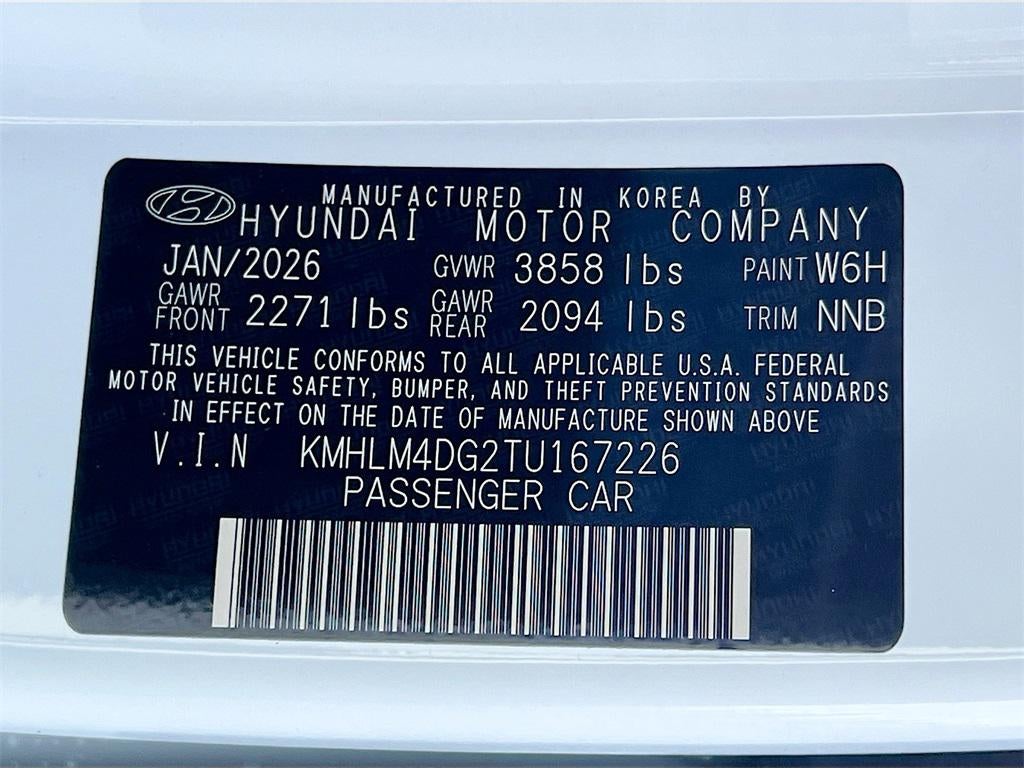 MANUFACTURED IN KOREA BY
HYUNDAI MOTOR COMPANY
JAN/2026 GVWR 3858 lbs PAINT W6H
GAWR FRONT 2271 lbs GAWR REAR 2094 lbs TRIM NNB
THIS VEHICLE CONFORMS TO ALL APPLICABLE U.S.A. FEDERAL
MOTOR VEHICLE SAFETY, BUMPER, AND THEFT PREVENTION STANDARDS
IN EFFECT ON THE DATE OF MANUFACTURE SHOWN ABOVE
V.I.N KMHLM4DG2TU167226
PASSENGER CAR